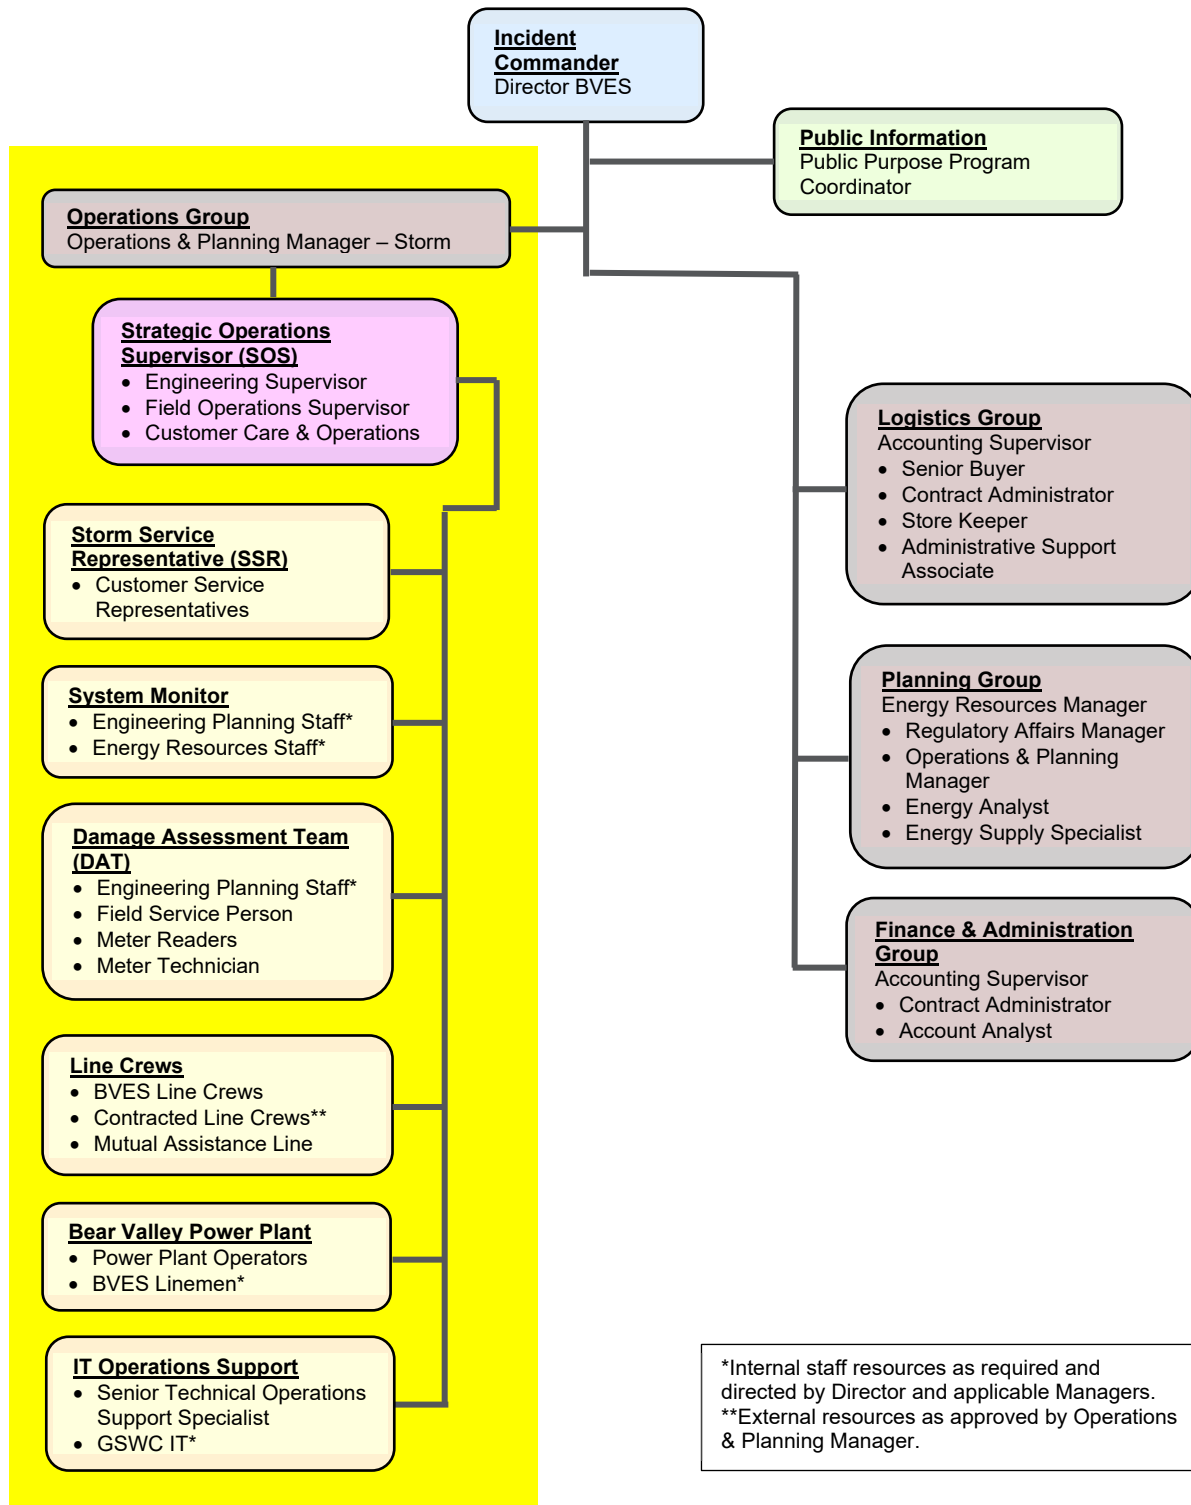 Incident
Commander
Director BVES
Public Information
Public Purpose Program
Coordinator
Operations Group
Operations & Planning Manager – Storm
Strategic Operations
Supervisor (SOS)
• Engineering Supervisor
• Field Operations Supervisor
• Customer Care & Operations
Storm Service
Representative (SSR)
• Customer Service
Representatives
System Monitor
• Engineering Planning Staff*
• Energy Resources Staff*
Damage Assessment Team
(DAT)
• Engineering Planning Staff*
• Field Service Person
• Meter Readers
• Meter Technician
Line Crews
• BVES Line Crews
• Contracted Line Crews**
• Mutual Assistance Line
Bear Valley Power Plant
• Power Plant Operators
• BVES Linemen*
IT Operations Support
• Senior Technical Operations
Support Specialist
• GSWC IT*
Logistics Group
Accounting Supervisor
• Senior Buyer
• Contract Administrator
• Store Keeper
• Administrative Support
Associate
Planning Group
Energy Resources Manager
• Regulatory Affairs Manager
• Operations & Planning
Manager
• Energy Analyst
• Energy Supply Specialist
Finance & Administration
Group
Accounting Supervisor
• Contract Administrator
• Account Analyst
*Internal staff resources as required and
directed by Director and applicable Managers.
**External resources as approved by Operations
& Planning Manager.